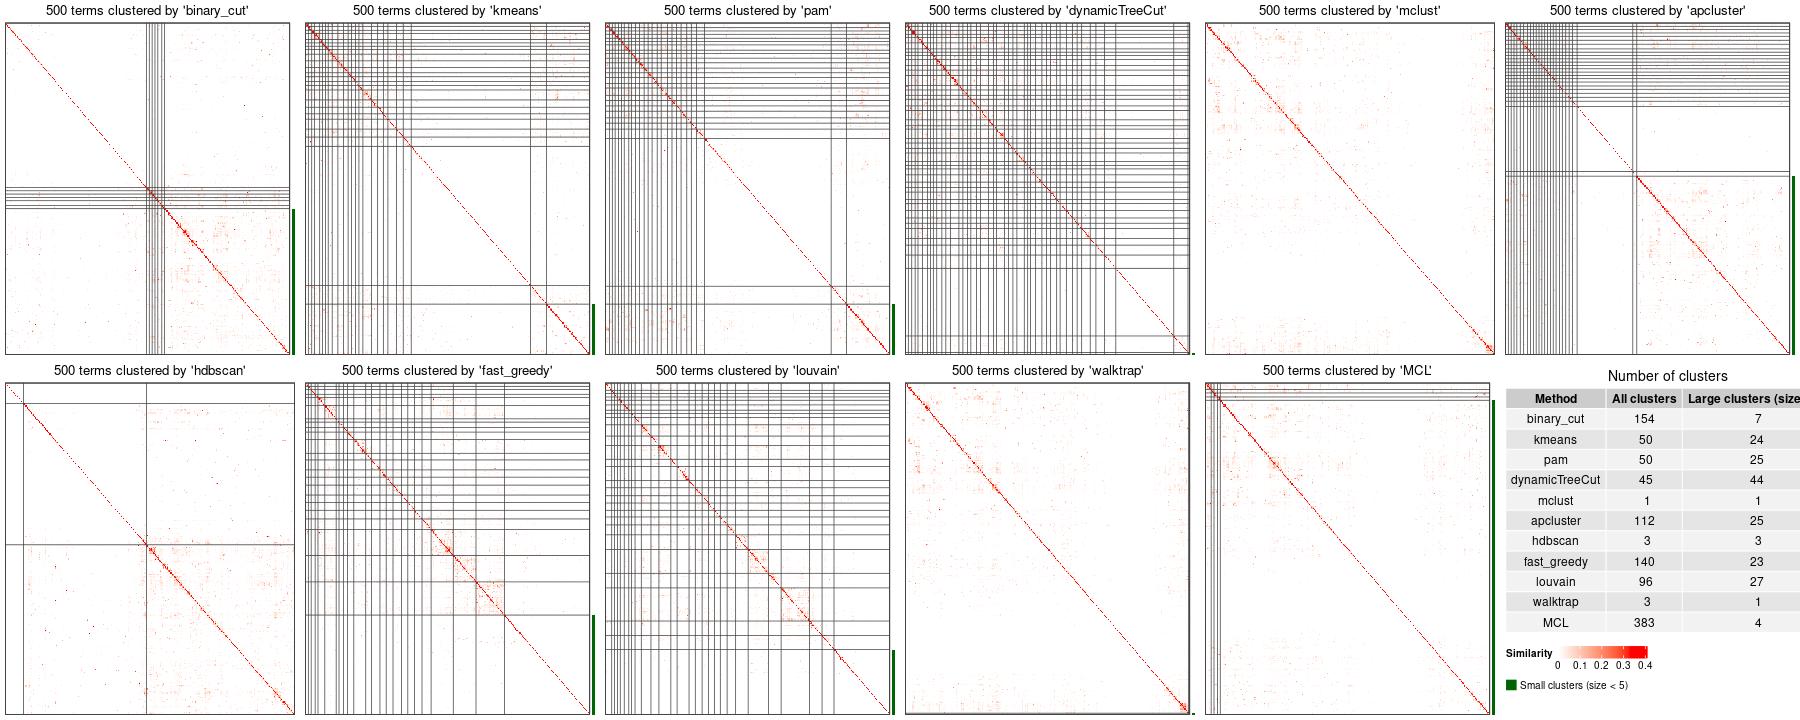 500 terms clustered by 'binary_cut'
500 terms clustered by 'kmeans'
500 terms clustered by 'pam'
500 terms clustered by 'dynamicTreeCut'
500 terms clustered by 'mclust'
500 terms clustered by 'apcluster'
500 terms clustered by 'hdbscan'
500 terms clustered by 'fast_greedy'
500 terms clustered by 'louvain'
500 terms clustered by 'walktrap'
500 terms clustered by 'MCL'
Number of clusters
Method All clusters Large clusters (size
binary_cut 154 7
kmeans 50 24
pam 50 25
dynamicTreeCut 45 44
mclust 1 1
apcluster 112 25
hdbscan 3 3
fast_greedy 140 23
louvain 96 27
walktrap 3 1
MCL 383 4
Similarity
0 0.1 0.2 0.3 0.4
Small clusters (size < 5)